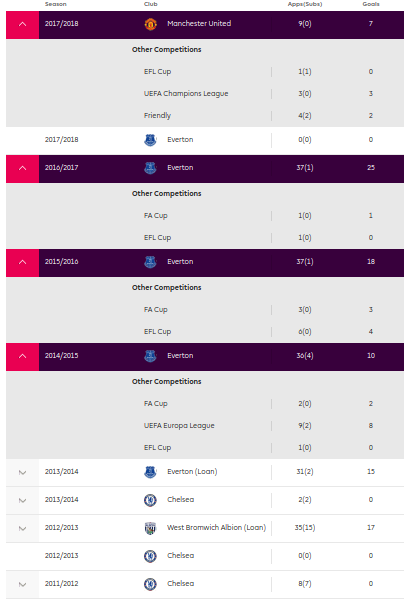 Season Club Apps(Subs) Goals
2017/2018 Manchester United 9(0) 7
Other Competitions
EFL Cup 1(1) 0
UEFA Champions League 3(0) 3
Friendly 4(2) 2
2017/2018 Everton 0(0) 0
2016/2017 Everton 37(1) 25
Other Competitions
FA Cup 1(0) 1
EFL Cup 1(0) 0
2015/2016 Everton 37(1) 18
Other Competitions
FA Cup 3(0) 3
EFL Cup 6(0) 4
2014/2015 Everton 36(4) 10
Other Competitions
FA Cup 2(0) 2
UEFA Europa League 9(2) 8
EFL Cup 1(0) 0
2013/2014 Everton (Loan) 31(2) 15
2013/2014 Chelsea 2(2) 0
2012/2013 West Bromwich Albion (Loan) 35(15) 17
2012/2013 Chelsea 0(0) 0
2011/2012 Chelsea 8(7) 0